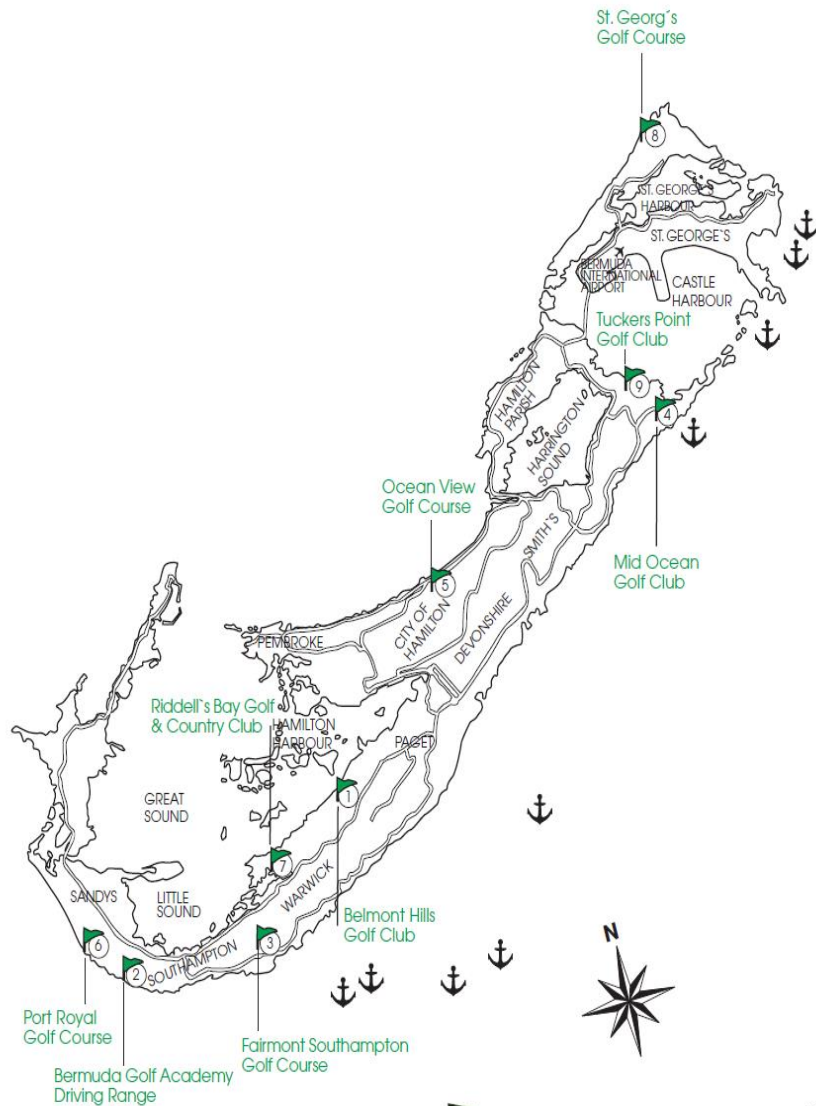 St. Georg´s
Golf Course
8
ST. GEORGE'S
HARBOUR
ST. GEORGE`S
BERMUDA
INTERNATIONAL
AIRPORT
CASTLE
HARBOUR
Tuckers Point
Golf Club
9
4
HAMILTON
PARISH
HARRINGTON
SOUND
Ocean View
Golf Course
5
SMITH'S
Mid Ocean
Golf Club
CITY OF
HAMILTON
DEVONSHIRE
PEMBROKE
Riddell`s Bay Golf
& Country Club
HAMILTON
HARBOUR
PAGET
1
GREAT
SOUND
7
WARWICK
SANDYS
LITTLE
SOUND
Belmont Hills
Golf Club
6
2
SOUTHAMPTON
3
N
Port Royal
Golf Course
Fairmont Southampton
Golf Course
Bermuda Golf Academy
Driving Range